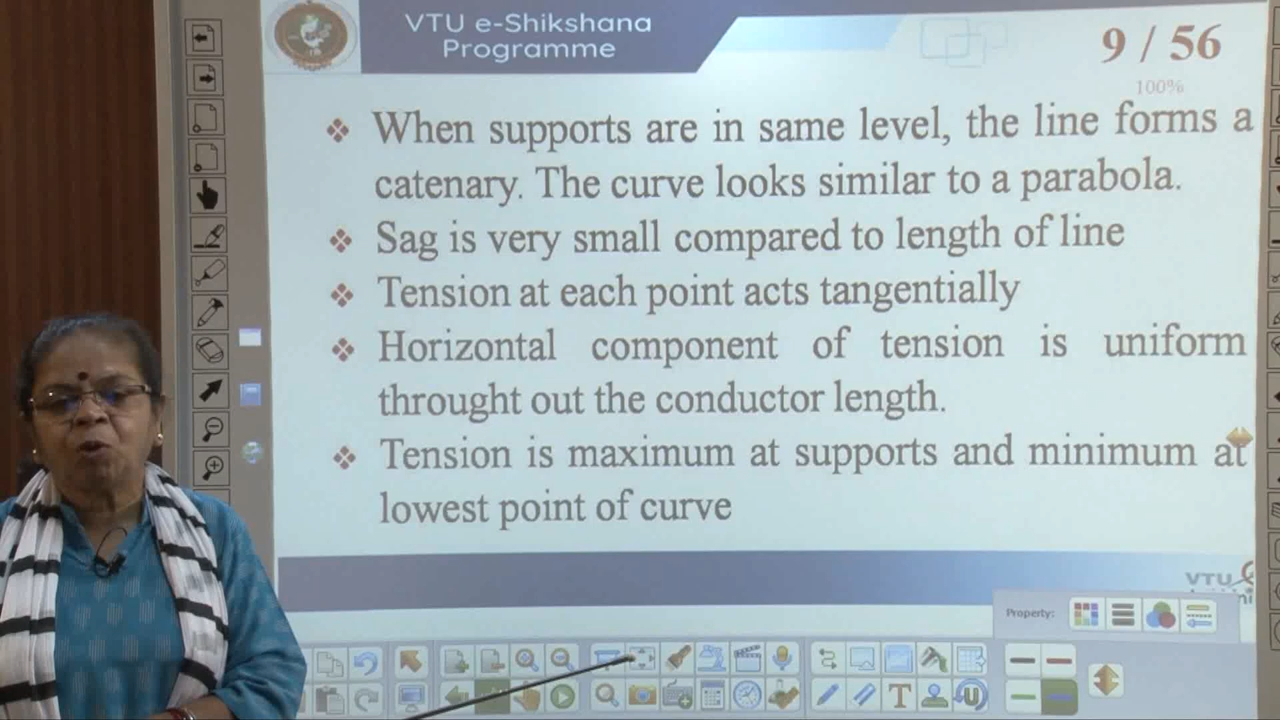 VTU e-Shikshana
Programme
9 / 56
100%
When supports are in same level, the line forms a
catenary. The curve looks similar to a parabola.
Sag is very small compared to length of line
Tension at each point acts tangentially
Horizontal component of tension is uniform
throught out the conductor length.
Tension is maximum at supports and minimum at
lowest point of curve
VTU
Property: